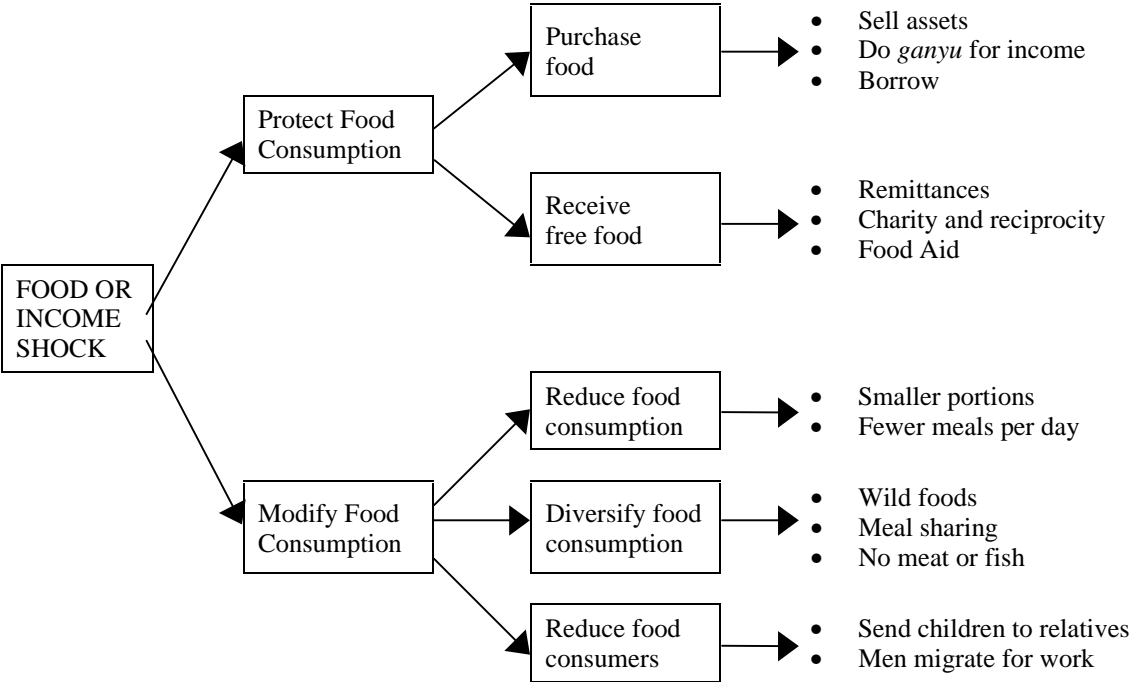 FOOD OR
INCOME
SHOCK
Protect Food
Consumption
Purchase
food
• Sell assets
• Do ganyu for income
• Borrow
Receive
free food
• Remittances
• Charity and reciprocity
• Food Aid
Modify Food
Consumption
Reduce food
consumption
• Smaller portions
• Fewer meals per day
Diversify food
consumption
• Wild foods
• Meal sharing
• No meat or fish
Reduce food
consumers
• Send children to relatives
• Men migrate for work